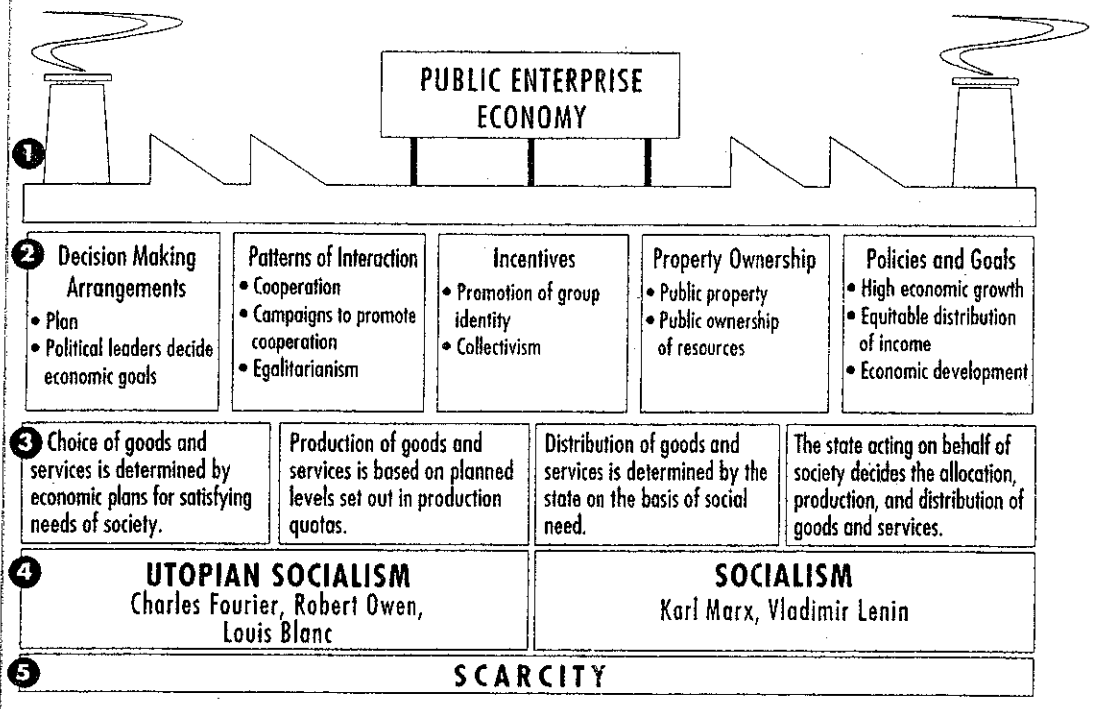 PUBLIC ENTERPRISE
ECONOMY
1
2 Decision Making
Arrangements
• Plan
• Political leaders decide
economic goals
Patterns of Interaction
• Cooperation
• Campaigns to promote
cooperation
• Egalitarianism
Incentives
• Promotion of group
identity
• Collectivism
Property Ownership
• Public property
• Public ownership
of resources
Policies and Goals
• High economic growth
• Equitable distribution
of income
• Economic development
3 Choice of goods and
services is determined by
economic plans for satisfying
needs of society.
Production of goods and
services is based on planned
levels set out in production
quotas.
Distribution of goods and
services is determined by the
state on the basis of social
need.
The state acting on behalf of
society decides the allocation,
production, and distribution of
goods and services.
4 UTOPIAN SOCIALISM
Charles Fourier, Robert Owen,
Louis Blanc
SOCIALISM
Karl Marx, Vladimir Lenin
5 SCARCITY